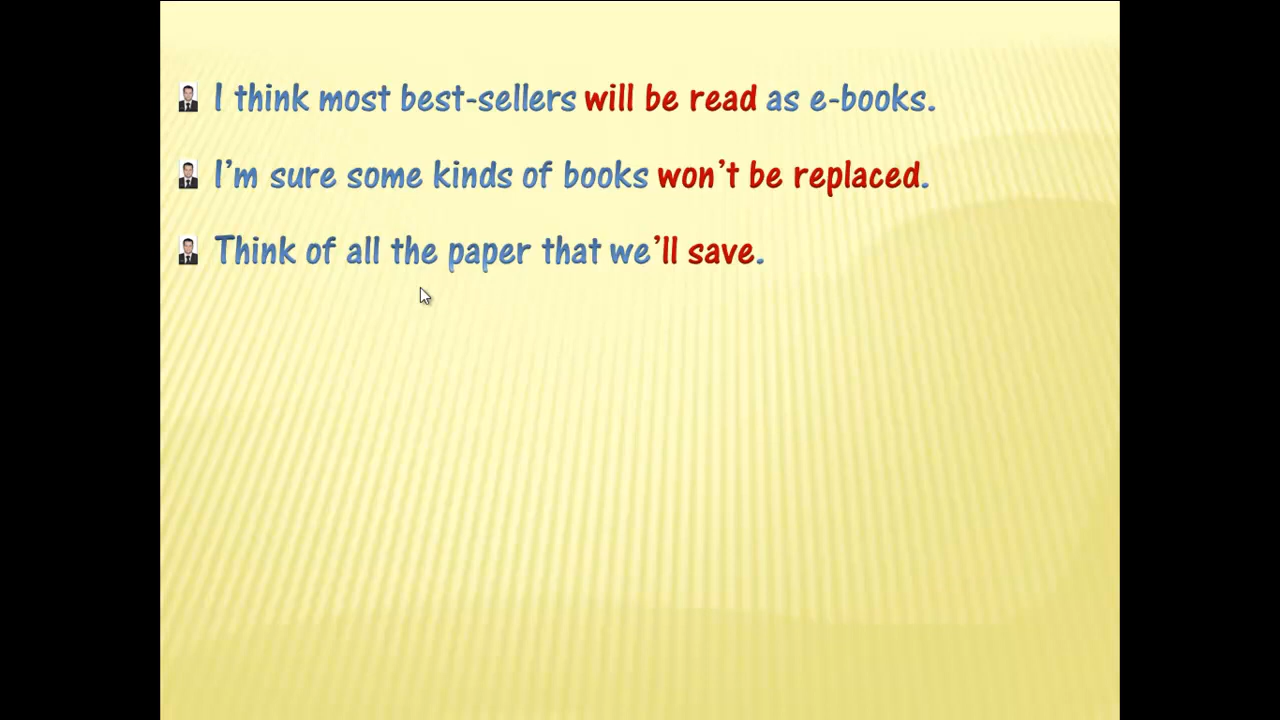 I think most best-sellers will be read as e-books.
I’m sure some kinds of books won’t be replaced.
Think of all the paper that we’ll save.